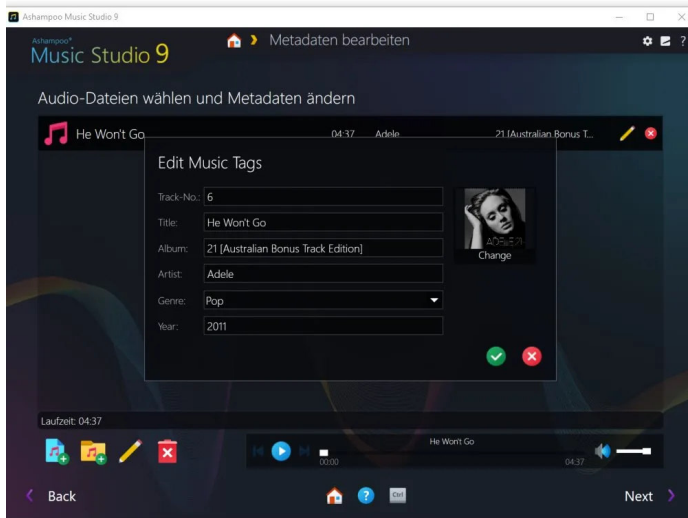 Ashampoo Music Studio 9
Ashampoo®
Music Studio 9
Metadaten bearbeiten
?
Audio-Dateien wählen und Metadaten ändern
He Won't Go 04:37 Adele 21 [Australian Bonus T...
Edit Music Tags
Track-No.: 6
Title: He Won't Go
Album: 21 [Australian Bonus Track Edition]
Artist: Adele
Genre: Pop
Year: 2011
ADELE 21
Change
Laufzeit: 04:37
He Won't Go
00:00 04:37
Back
?
Ctrl
Next